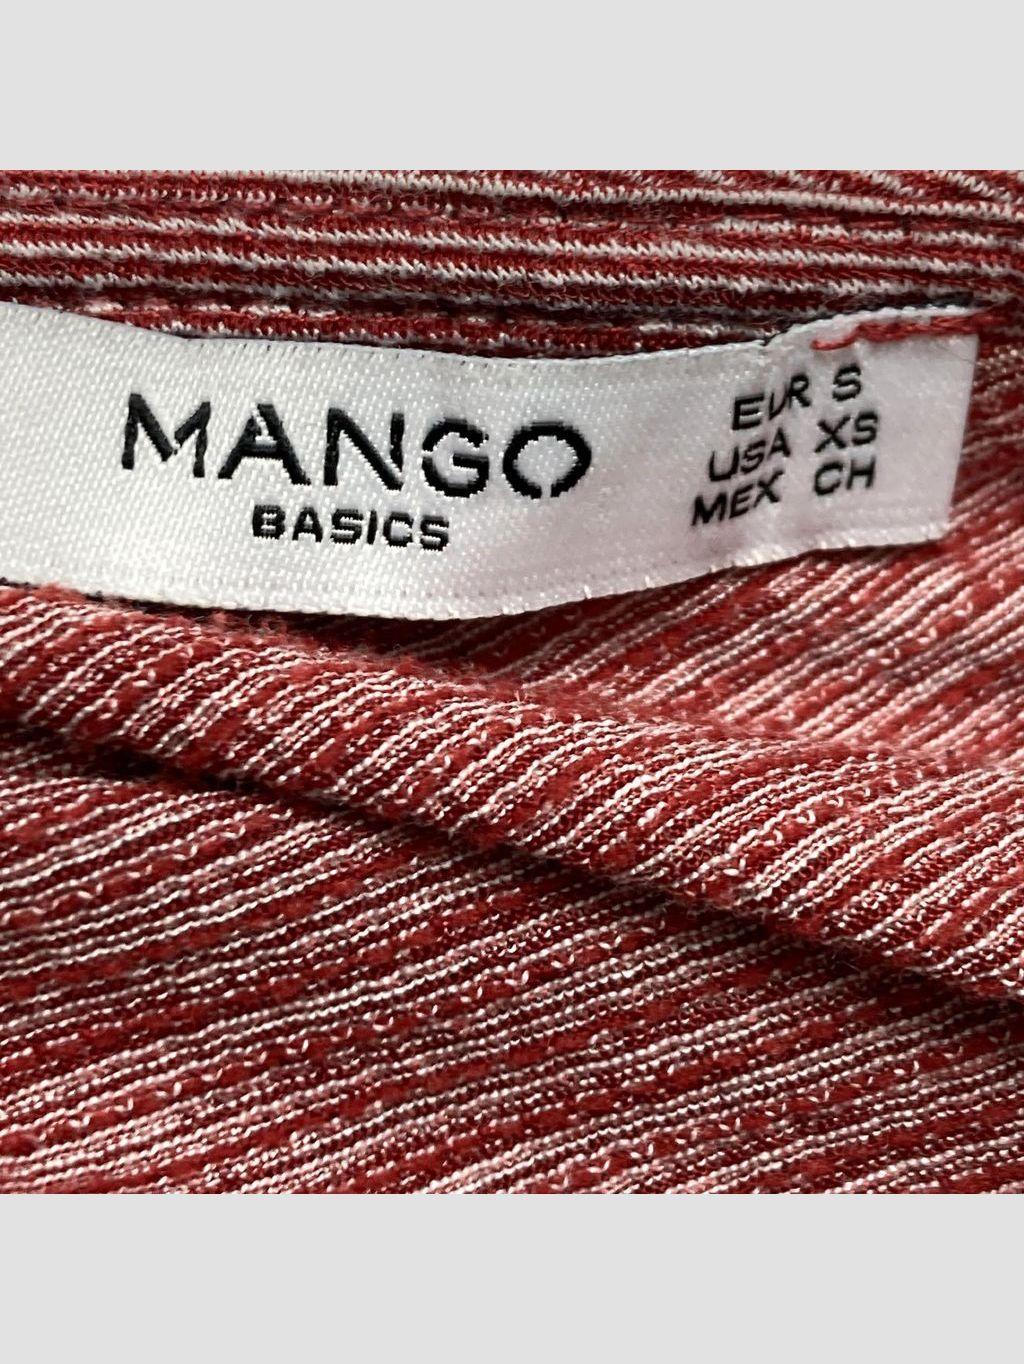 MANGO
BASICS
EUR S
USA XS
MEX CH